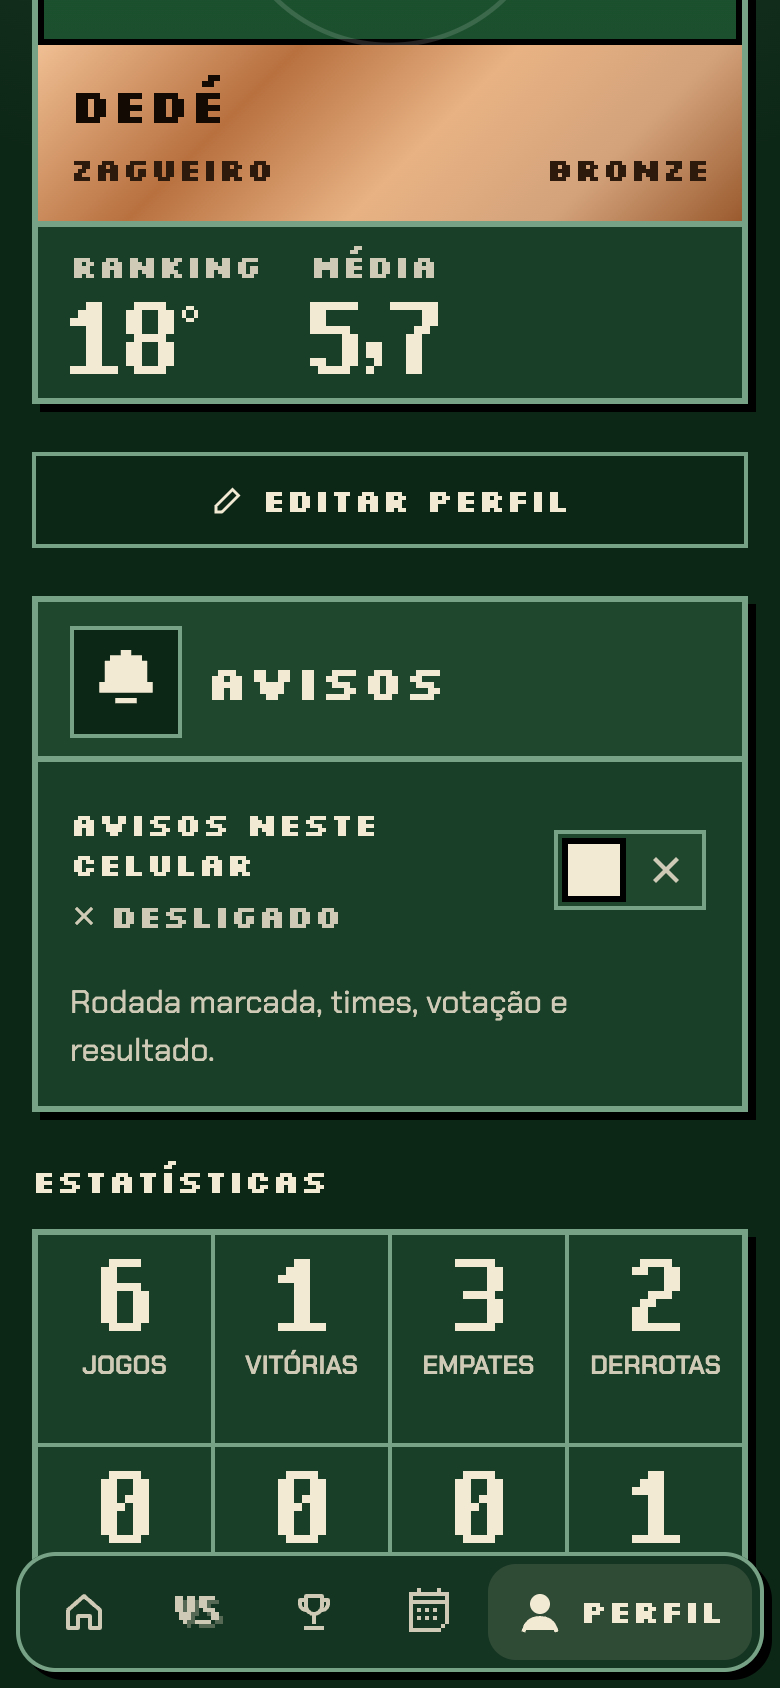 DEDÉ
ZAGUEIRO BRONZE
RANKING MÉDIA
18° 5,7
EDITAR PERFIL
AVISOS
AVISOS NESTE
CELULAR
× DESLIGADO
Rodada marcada, times, votação e
resultado.
ESTATÍSTICAS
6 1 3 2
JOGOS VITÓRIAS EMPATES DERROTAS
0 0 0 1
VS PERFIL